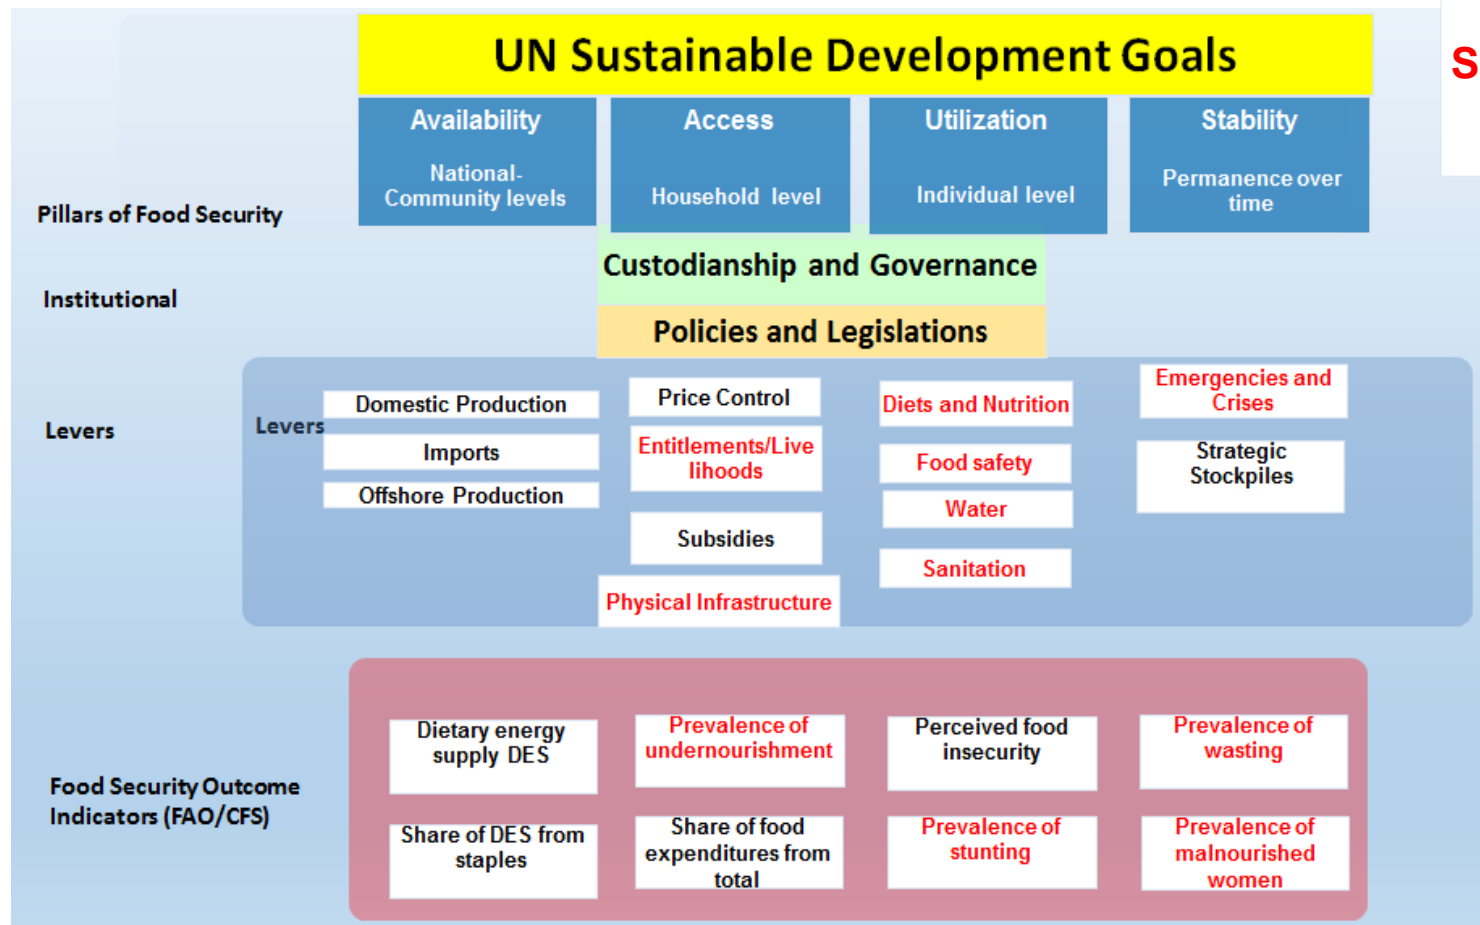 UN Sustainable Development Goals
S
Availability
National-
Community levels
Access
Household level
Utilization
Individual level
Stability
Permanence over
time
Pillars of Food Security
Custodianship and Governance
Institutional
Policies and Legislations
Levers
Levers
Domestic Production
Imports
Offshore Production
Price Control
Entitlements/Live
lihoods
Subsidies
Physical Infrastructure
Diets and Nutrition
Food safety
Water
Sanitation
Emergencies and
Crises
Strategic
Stockpiles
Food Security Outcome
Indicators (FAO/CFS)
Dietary energy
supply DES
Prevalence of
undernourishment
Perceived food
insecurity
Prevalence of
wasting
Share of DES from
staples
Share of food
expenditures from
total
Prevalence of
stunting
Prevalence of
malnourished
women